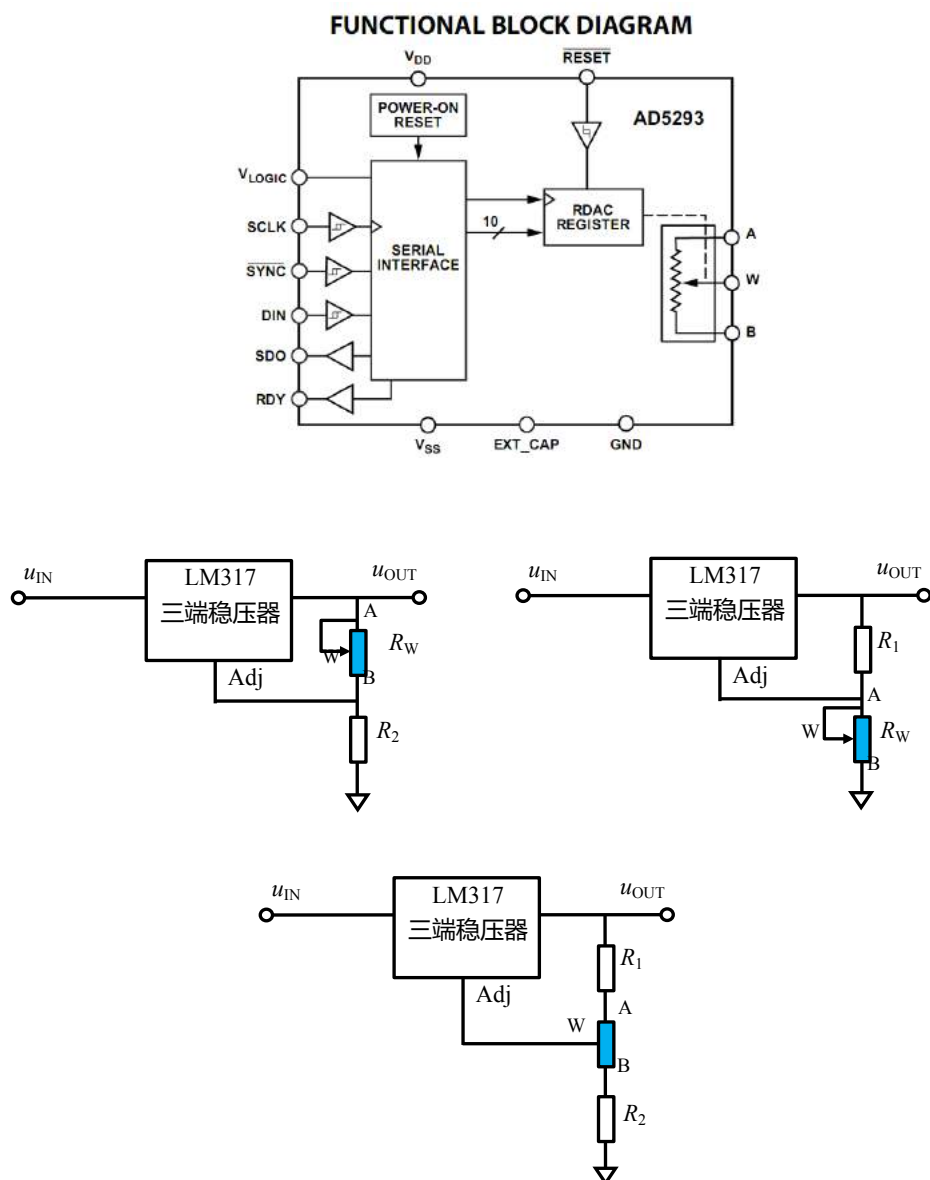 FUNCTIONAL BLOCK DIAGRAM
VDD
RESET
POWER-ON
RESET
AD5293
VLOGIC
SCLK
SYNC
DIN
SDO
RDY
SERIAL
INTERFACE
10
RDAC
REGISTER
A
W
B
VSS
EXT_CAP
GND
uIN
LM317
三端稳压器
uOUT
A
W
RW
B
Adj
R2
uIN
LM317
三端稳压器
uOUT
R1
Adj
A
W
RW
B
uIN
LM317
三端稳压器
uOUT
R1
Adj
A
W
B
R2